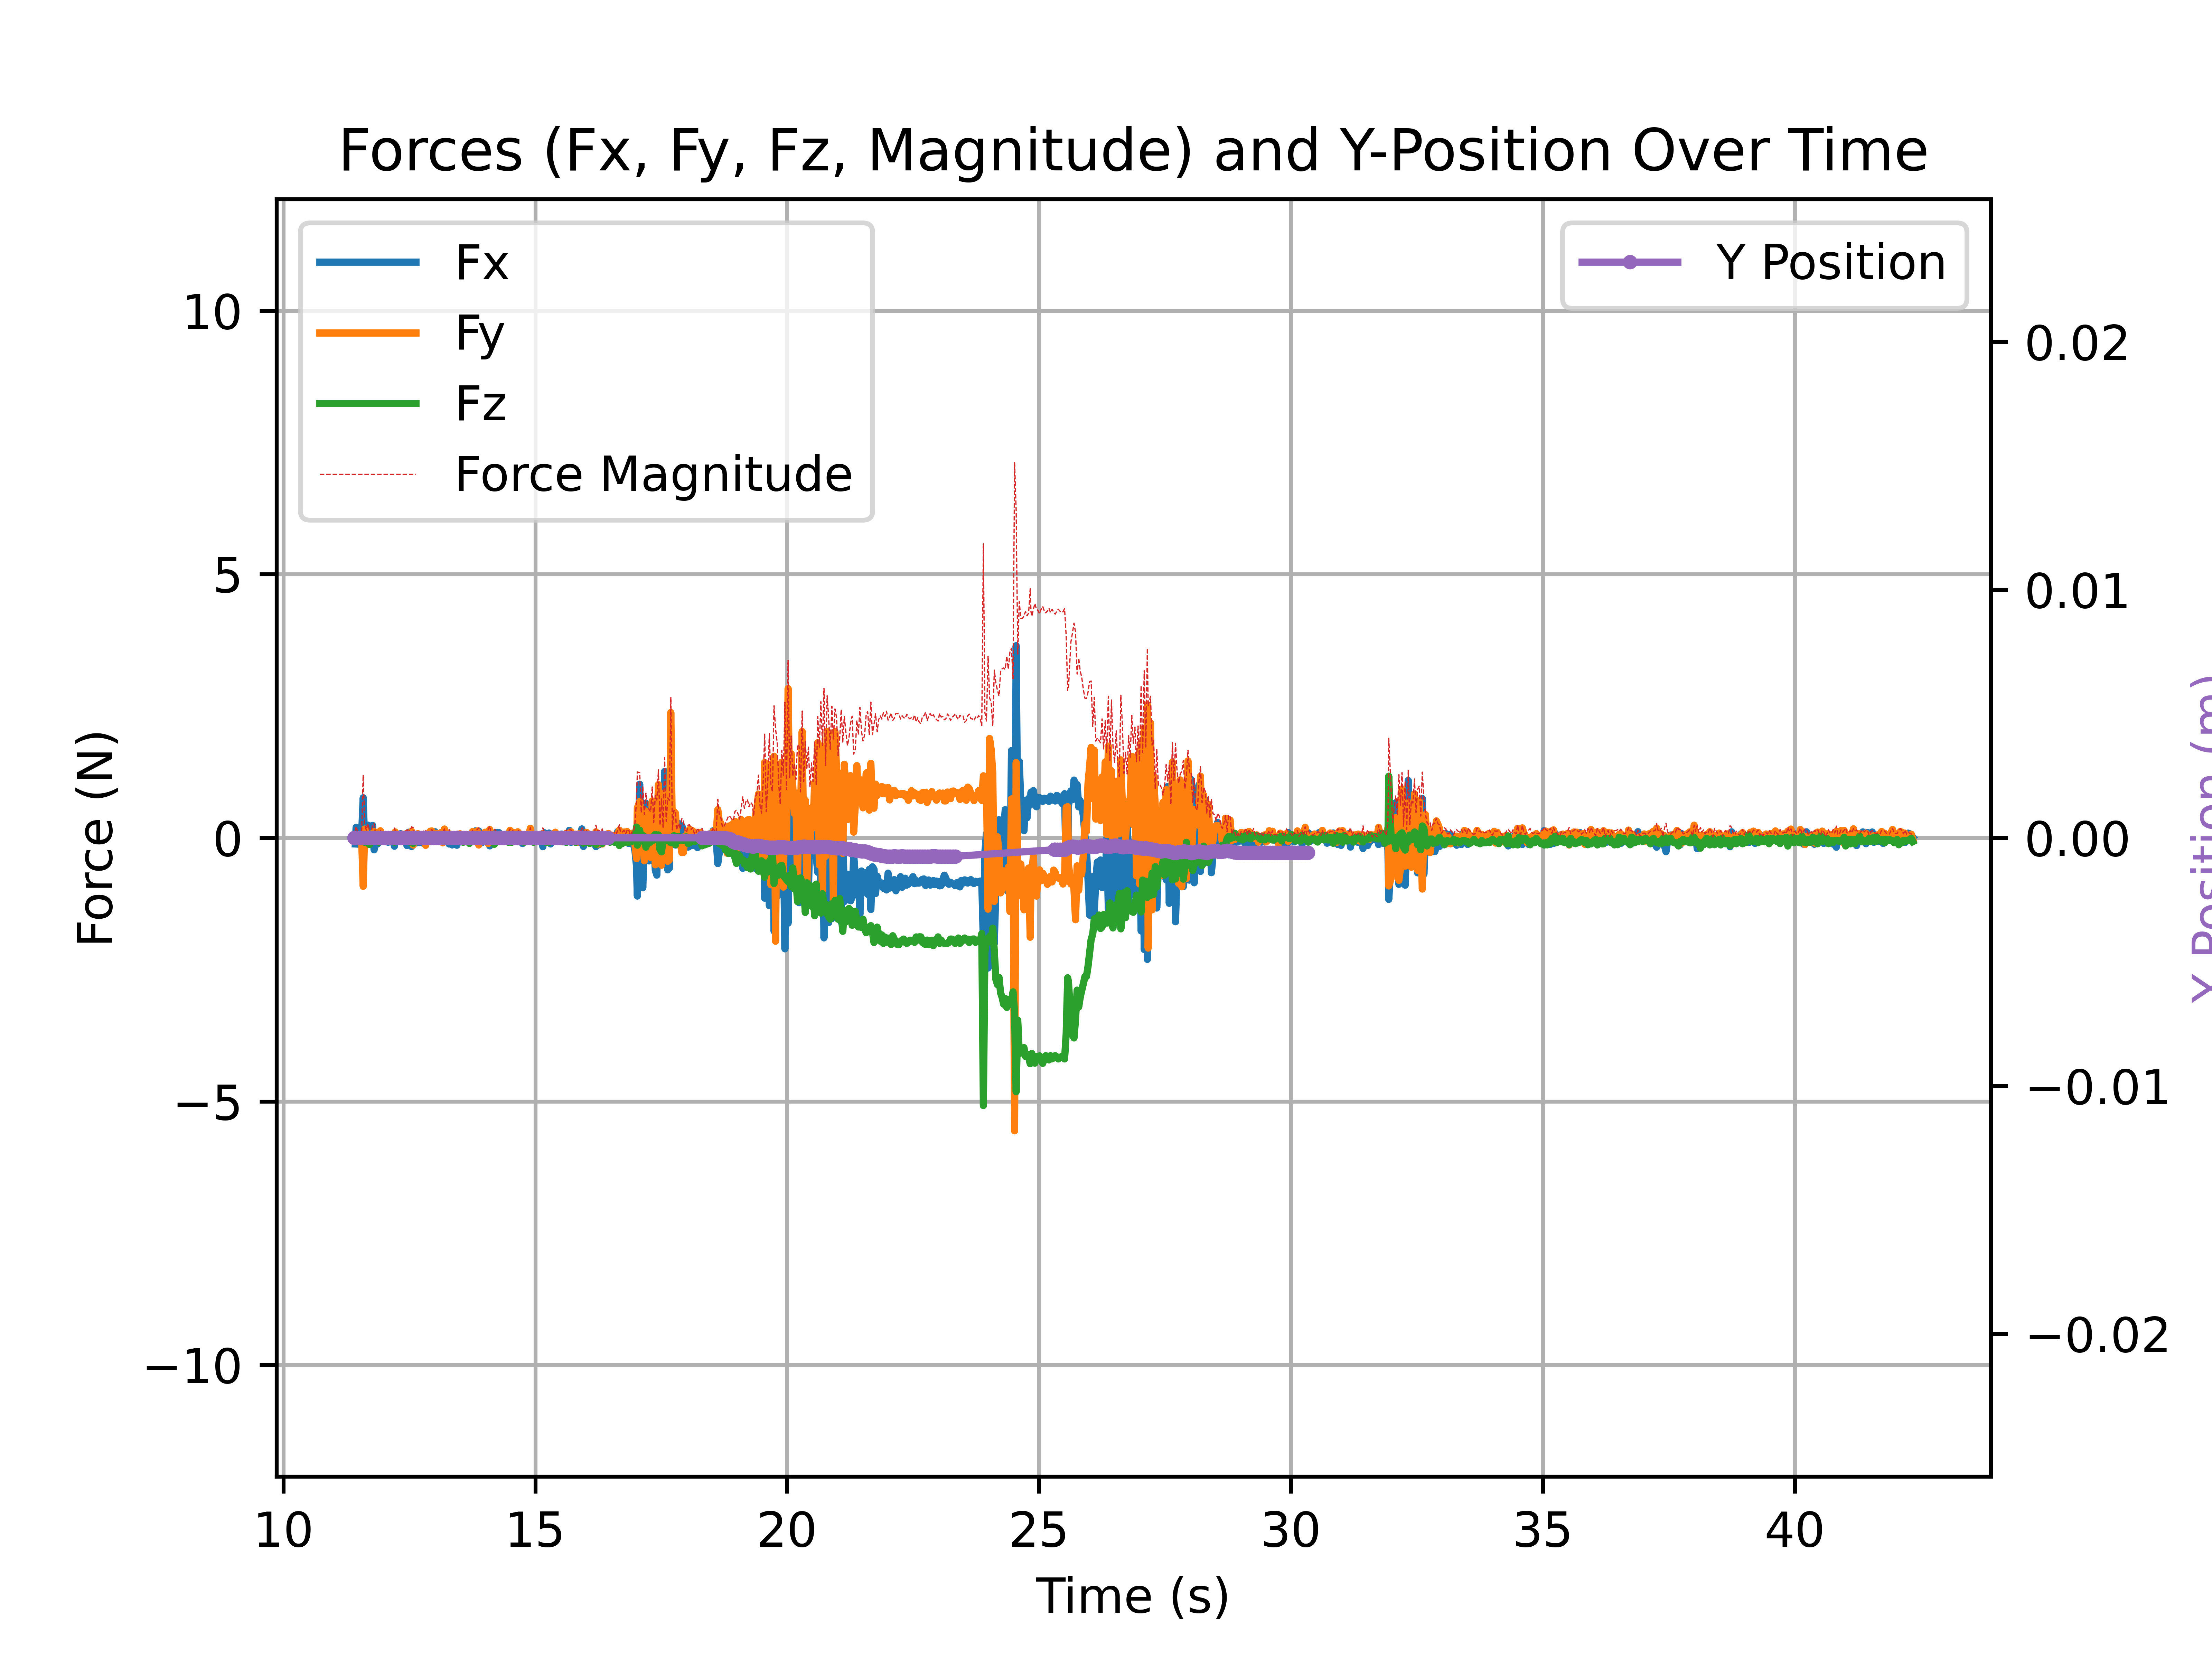 Forces (Fx, Fy, Fz, Magnitude) and Y-Position Over Time
Fx
Fy
Fz
Force Magnitude
Y Position
10
5
0
−5
−10
Force (N)
0.02
0.01
0.00
−0.01
−0.02
Y Position (m)
10
15
20
25
30
35
40
Time (s)